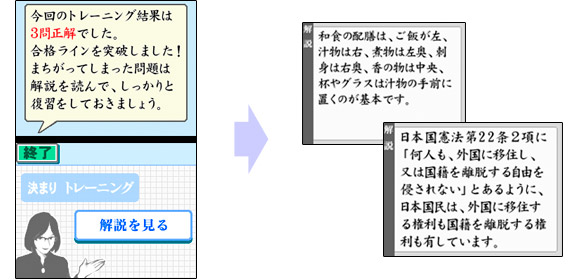 今回のトレーニング結果は
3問正解でした。
合格ラインを突破しました！
まちがってしまった問題は
解説を読んで、しっかりと
復習をしておきましょう。
終了
決まり トレーニング
解説を見る
解説
和食の配膳は、ご飯が左、
汁物は右、煮物は左奥、刺
身は右奥、香の物は中央、
杯やグラスは汁物の手前に
置くのが基本です。
解説
日本国憲法第22条2項に
「何人も、外国に移住し、
又は国籍を離脱する自由を
侵されない」とあるように、
日本国民は、外国に移住す
る権利も国籍を離脱する権
利も有しています。